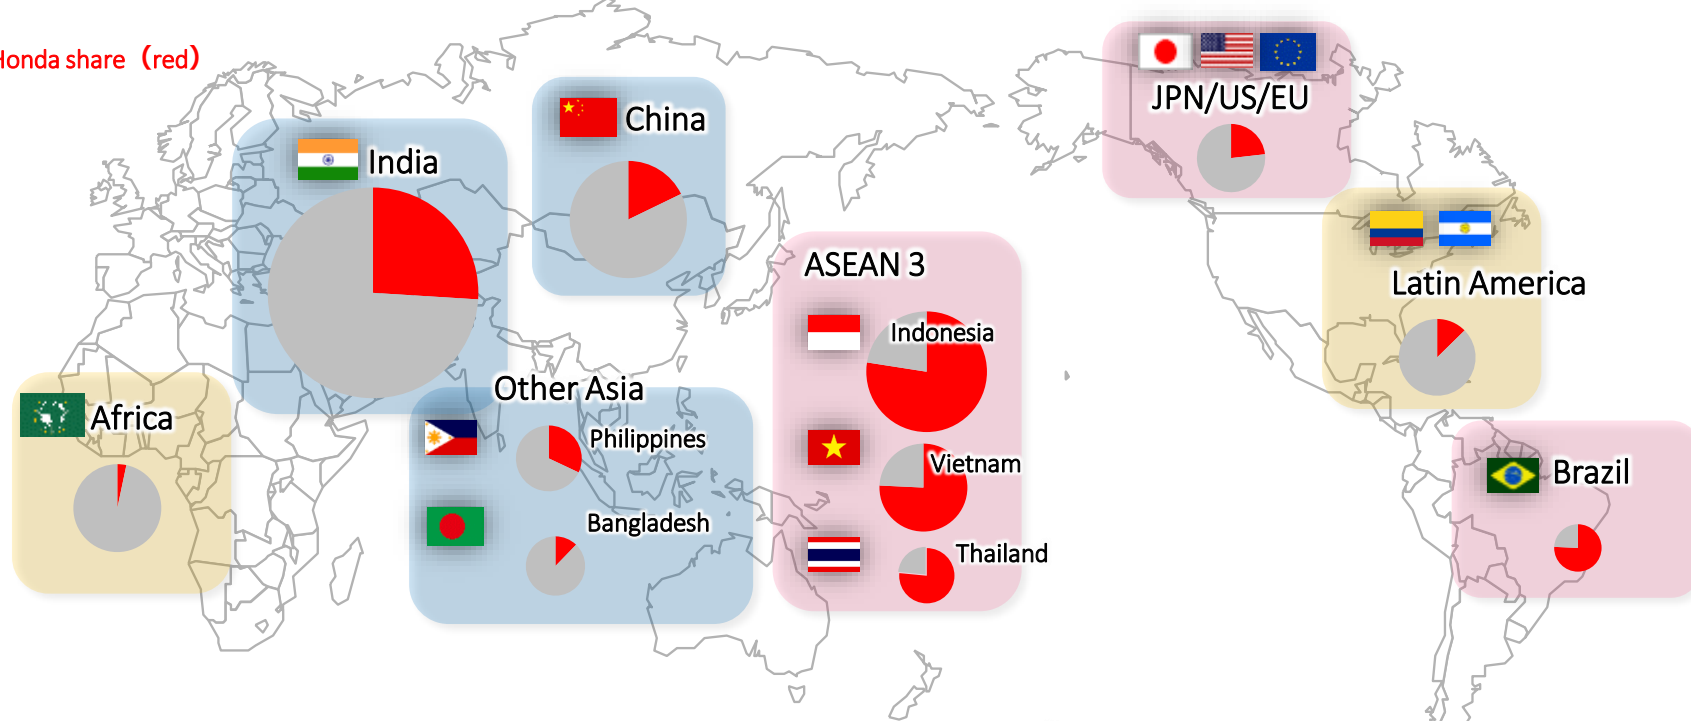 Honda share（red）
JPN/US/EU
China
India
ASEAN 3
Latin America
Indonesia
Other Asia
Africa
Philippines
Vietnam
Brazil
Bangladesh
Thailand